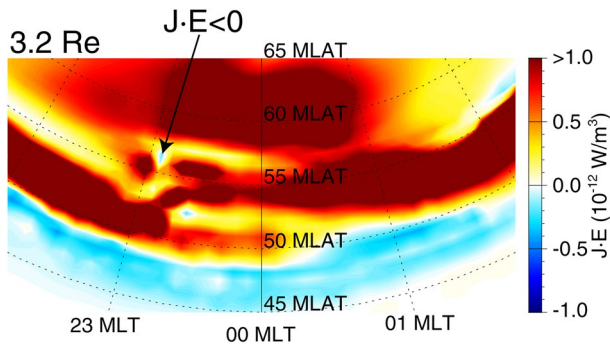 J·E<0
3.2 Re
65 MLAT
60 MLAT
55 MLAT
50 MLAT
45 MLAT
23 MLT
00 MLT
01 MLT
>1.0
0.5
0.0
-0.5
-1.0
J·E (10⁻¹² W/m³)